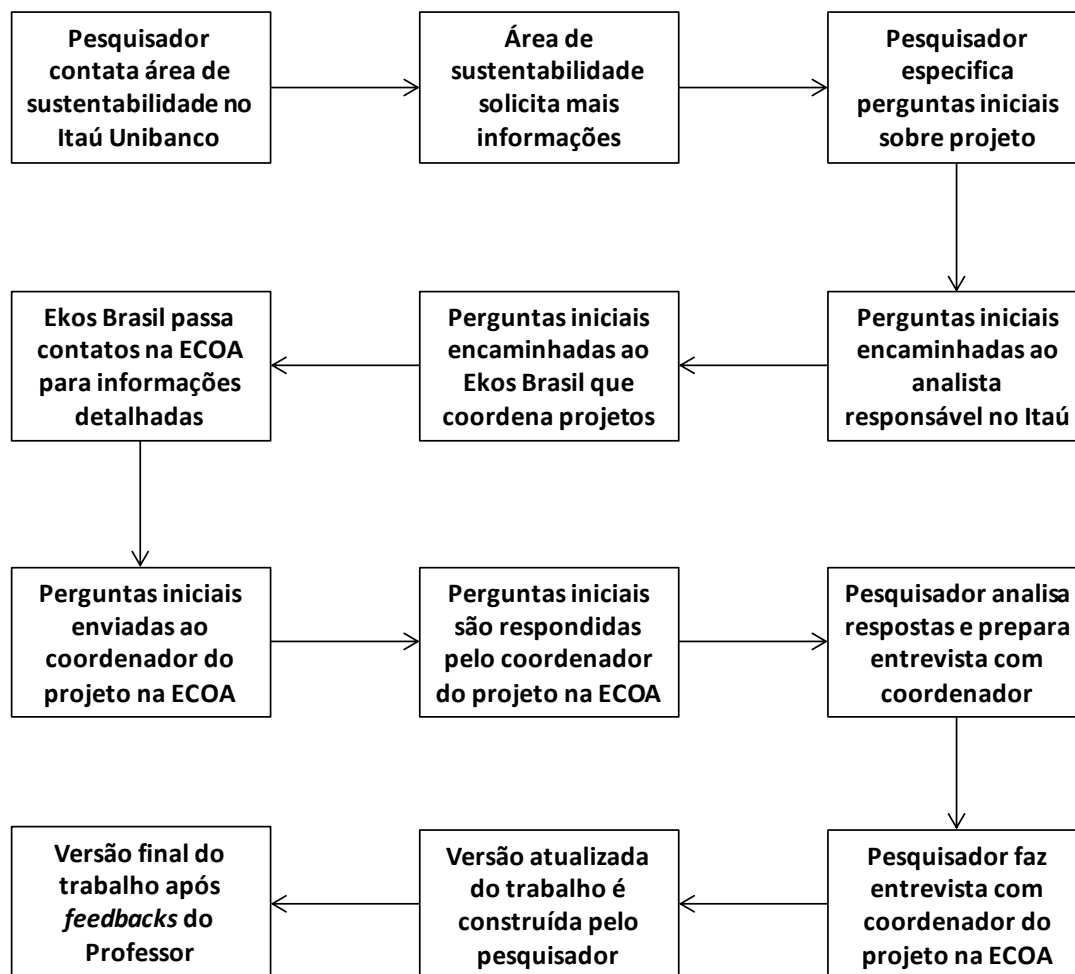 Pesquisador
contata área de
sustentabilidade no
Itaú Unibanco
Área de
sustentabilidade
solicita mais
informações
Pesquisador
especifica
perguntas iniciais
sobre projeto
Perguntas iniciais
encaminhadas ao
analista
responsável no Itaú
Perguntas iniciais
encaminhadas ao
Ekos Brasil que
coordena projetos
Ekos Brasil passa
contatos na ECOA
para informações
detalhadas
Perguntas iniciais
enviadas ao
coordenador do
projeto na ECOA
Perguntas iniciais
são respondidas
pelo coordenador
do projeto na ECOA
Pesquisador analisa
respostas e prepara
entrevista com
coordenador
Pesquisador faz
entrevista com
coordenador do
projeto na ECOA
Versão atualizada
do trabalho é
construída pelo
pesquisador
Versão final do
trabalho após
feedbacks do
Professor